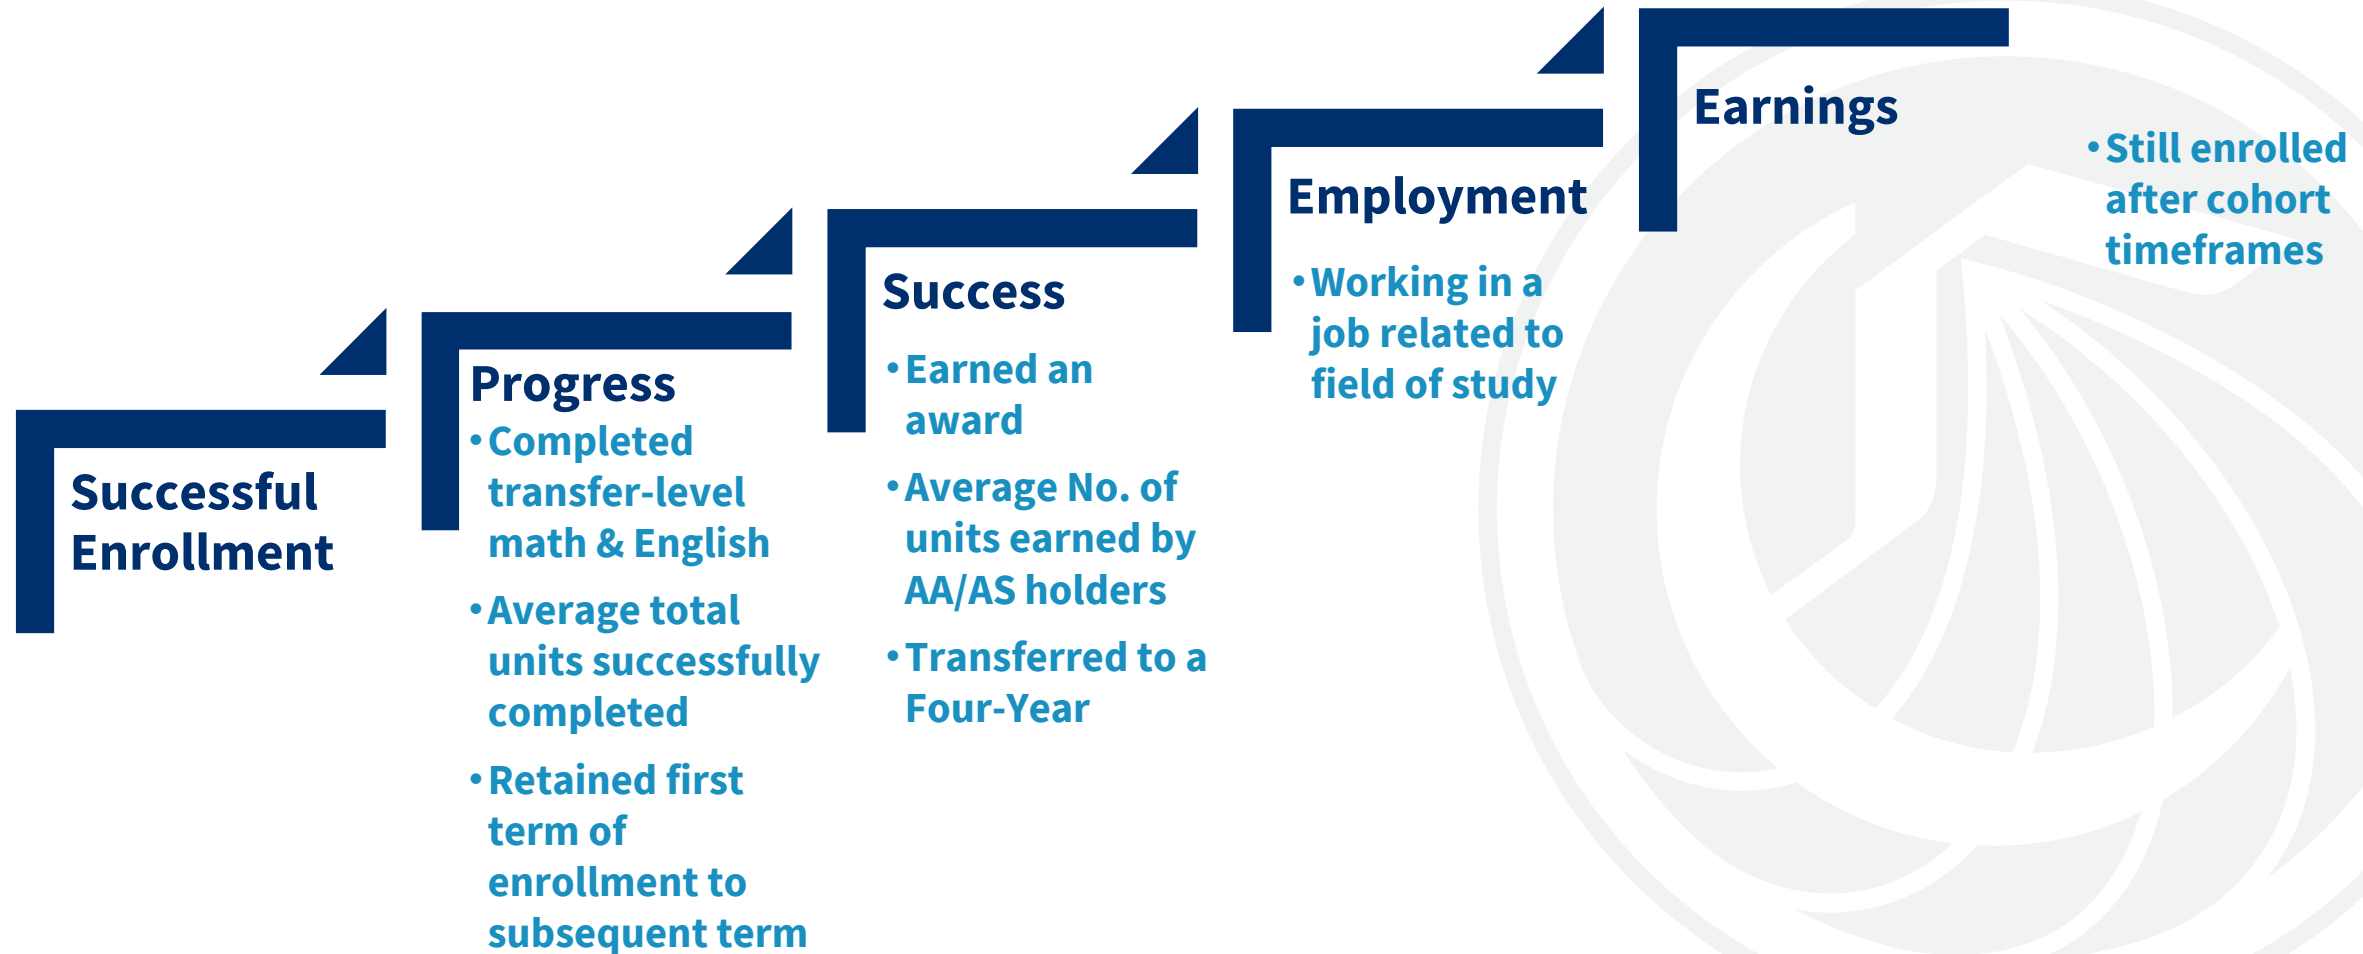 Successful
Enrollment
Progress
•Completed
transfer-level
math & English
•Average total
units successfully
completed
•Retained first
term of
enrollment to
subsequent term
Success
•Earned an
award
•Average No. of
units earned by
AA/AS holders
•Transferred to a
Four-Year
Employment
•Working in a
job related to
field of study
Earnings
•Still enrolled
after cohort
timeframes